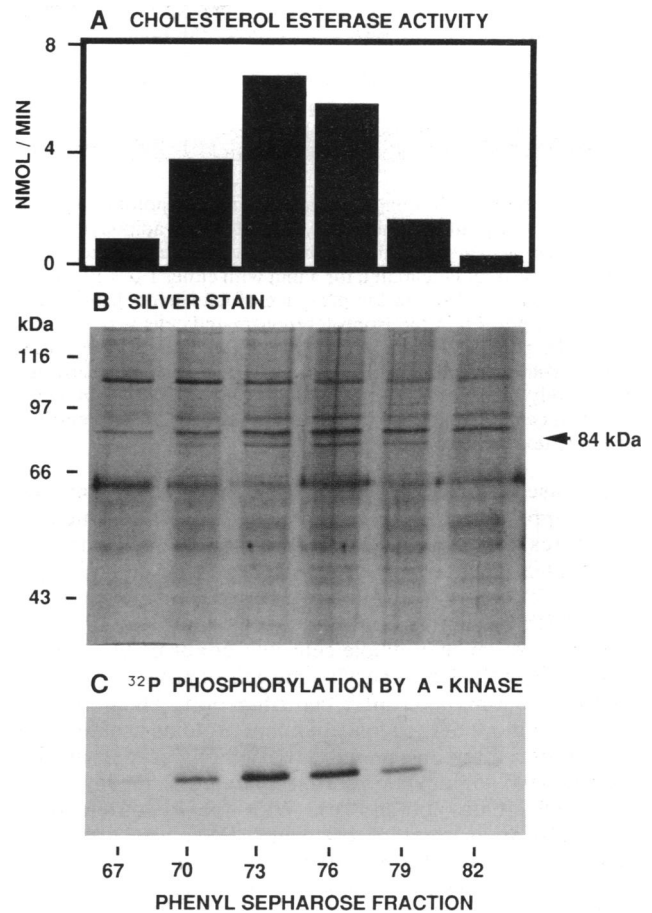 A CHOLESTEROL ESTERASE ACTIVITY
8
4
0
NMOL / MIN
B SILVER STAIN
kDa
116
97
66
43
84 kDa
C ³²P PHOSPHORYLATION BY A - KINASE
67 70 73 76 79 82
PHENYL SEPHAROSE FRACTION